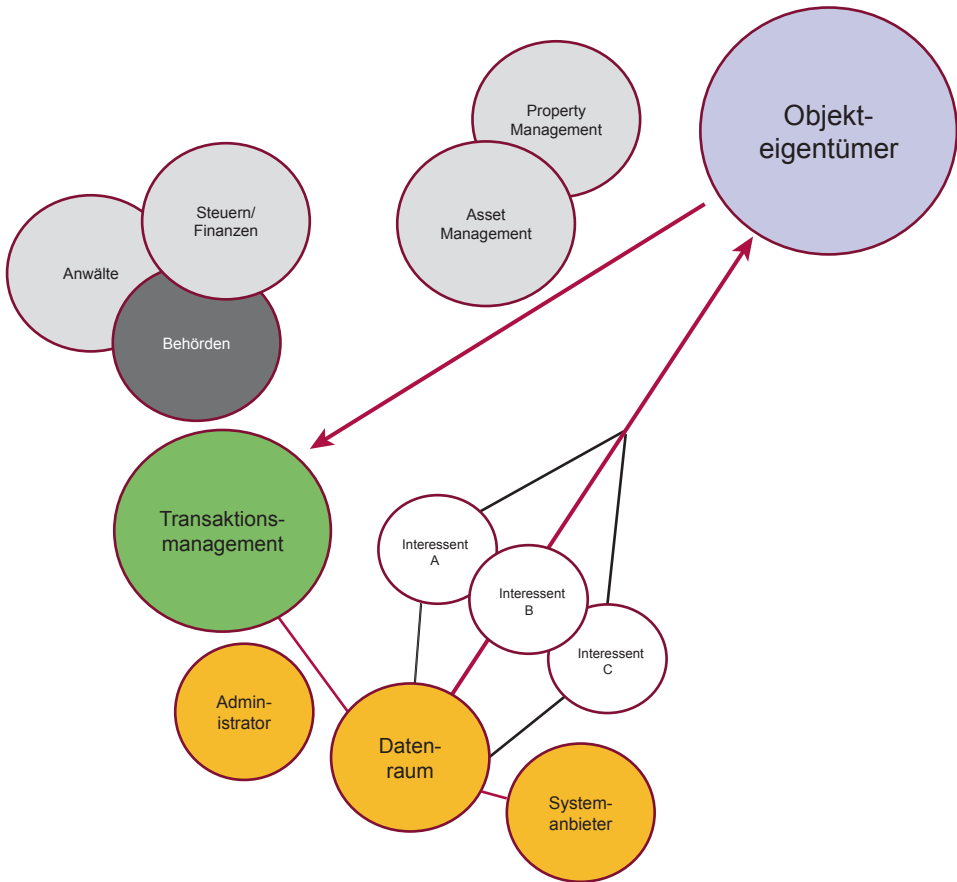 Objekt-
eigentümer
Property
Management
Asset
Management
Steuern/
Finanzen
Anwälte
Behörden
Transaktions-
management
Interessent
A
Interessent
B
Interessent
C
Admin-
istrator
Daten-
raum
System-
anbieter